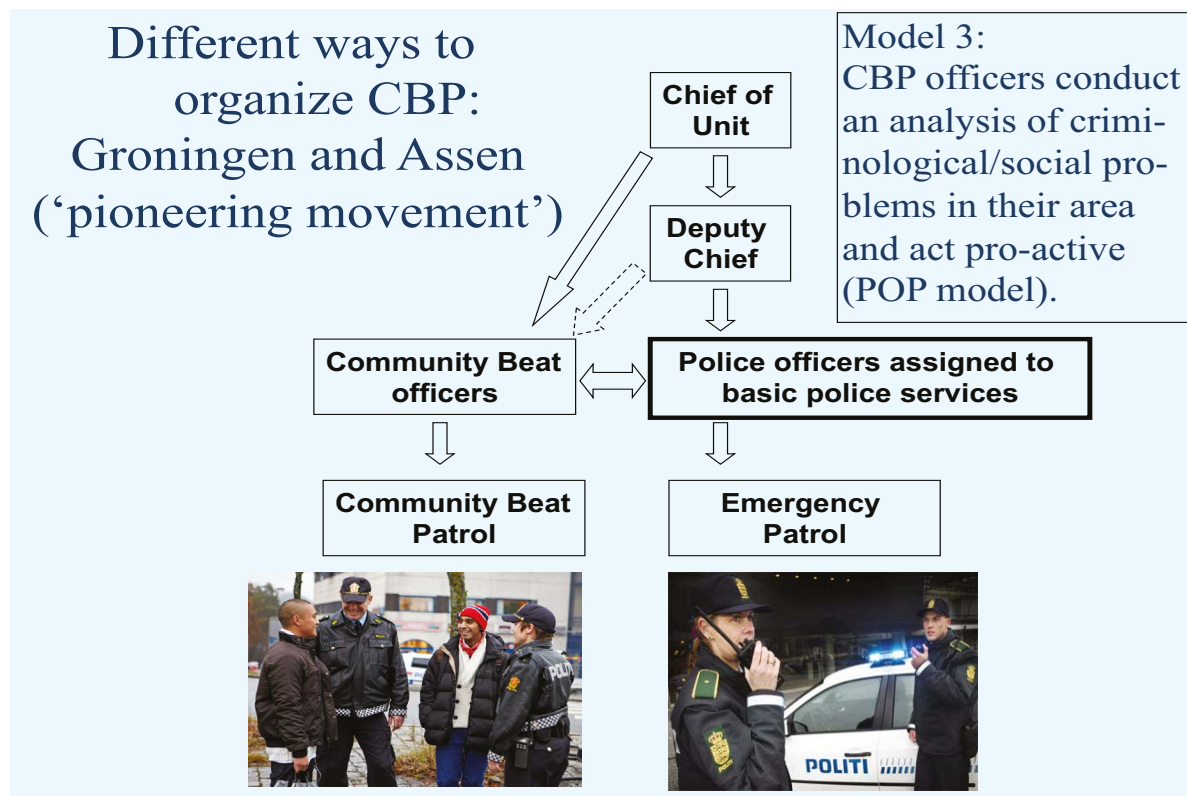 Different ways to
organize CBP:
Groningen and Assen
(‘pioneering movement’)
Model 3:
CBP officers conduct
an analysis of crimi-
nological/social pro-
blems in their area
and act pro-active
(POP model).
Chief of
Unit
Deputy
Chief
Community Beat
officers
Police officers assigned to
basic police services
Community Beat
Patrol
Emergency
Patrol
POLITI
POLITI
POLITI